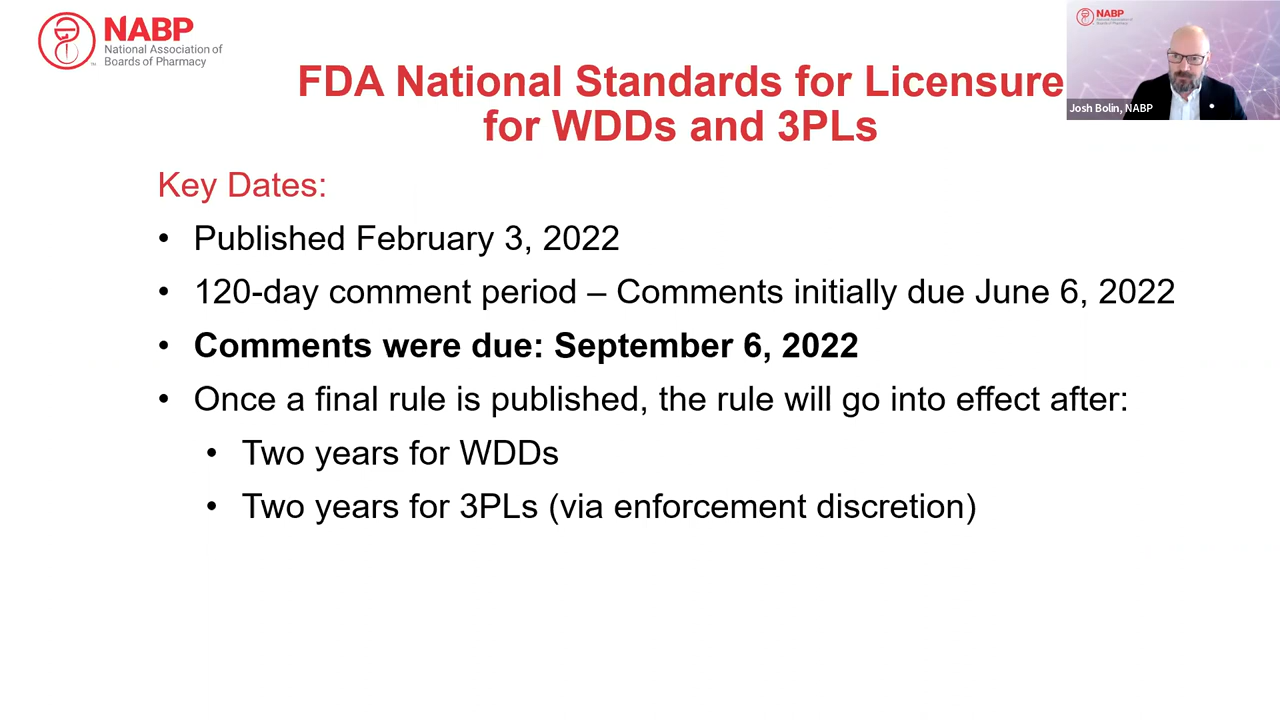 NABP
National Association of
Boards of Pharmacy
NABP
FDA National Standards for Licensure
for WDDs and 3PLs
Josh Bolin, NABP
Key Dates:
• Published February 3, 2022
• 120-day comment period – Comments initially due June 6, 2022
• Comments were due: September 6, 2022
• Once a final rule is published, the rule will go into effect after:
• Two years for WDDs
• Two years for 3PLs (via enforcement discretion)